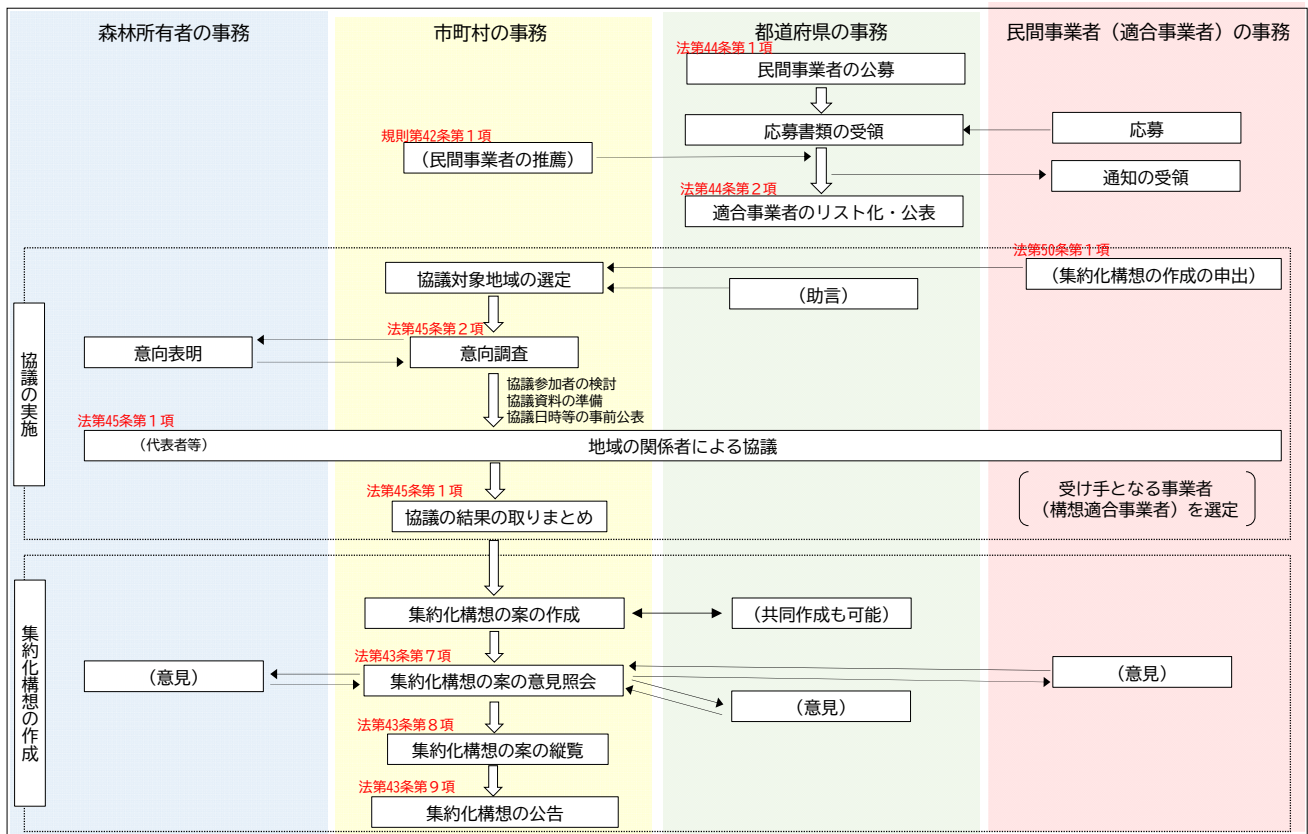 森林所有者の事務
市町村の事務
都道府県の事務
民間事業者（適合事業者）の事務
法第44条第１項
民間事業者の公募
応募書類の受領
応募
規則第42条第１項
（民間事業者の推薦）
通知の受領
法第44条第２項
適合事業者のリスト化・公表
協議の実施
法第50条第１項
協議対象地域の選定
（集約化構想の作成の申出）
（助言）
法第45条第２項
意向表明
意向調査
協議参加者の検討
協議資料の準備
協議日時等の事前公表
法第45条第１項
（代表者等）
地域の関係者による協議
法第45条第１項
協議の結果の取りまとめ
受け手となる事業者
（構想適合事業者）を選定
集約化構想の作成
集約化構想の案の作成
（共同作成も可能）
法第43条第７項
（意見）
集約化構想の案の意見照会
（意見）
（意見）
法第43条第８項
集約化構想の案の縦覧
法第43条第９項
集約化構想の公告